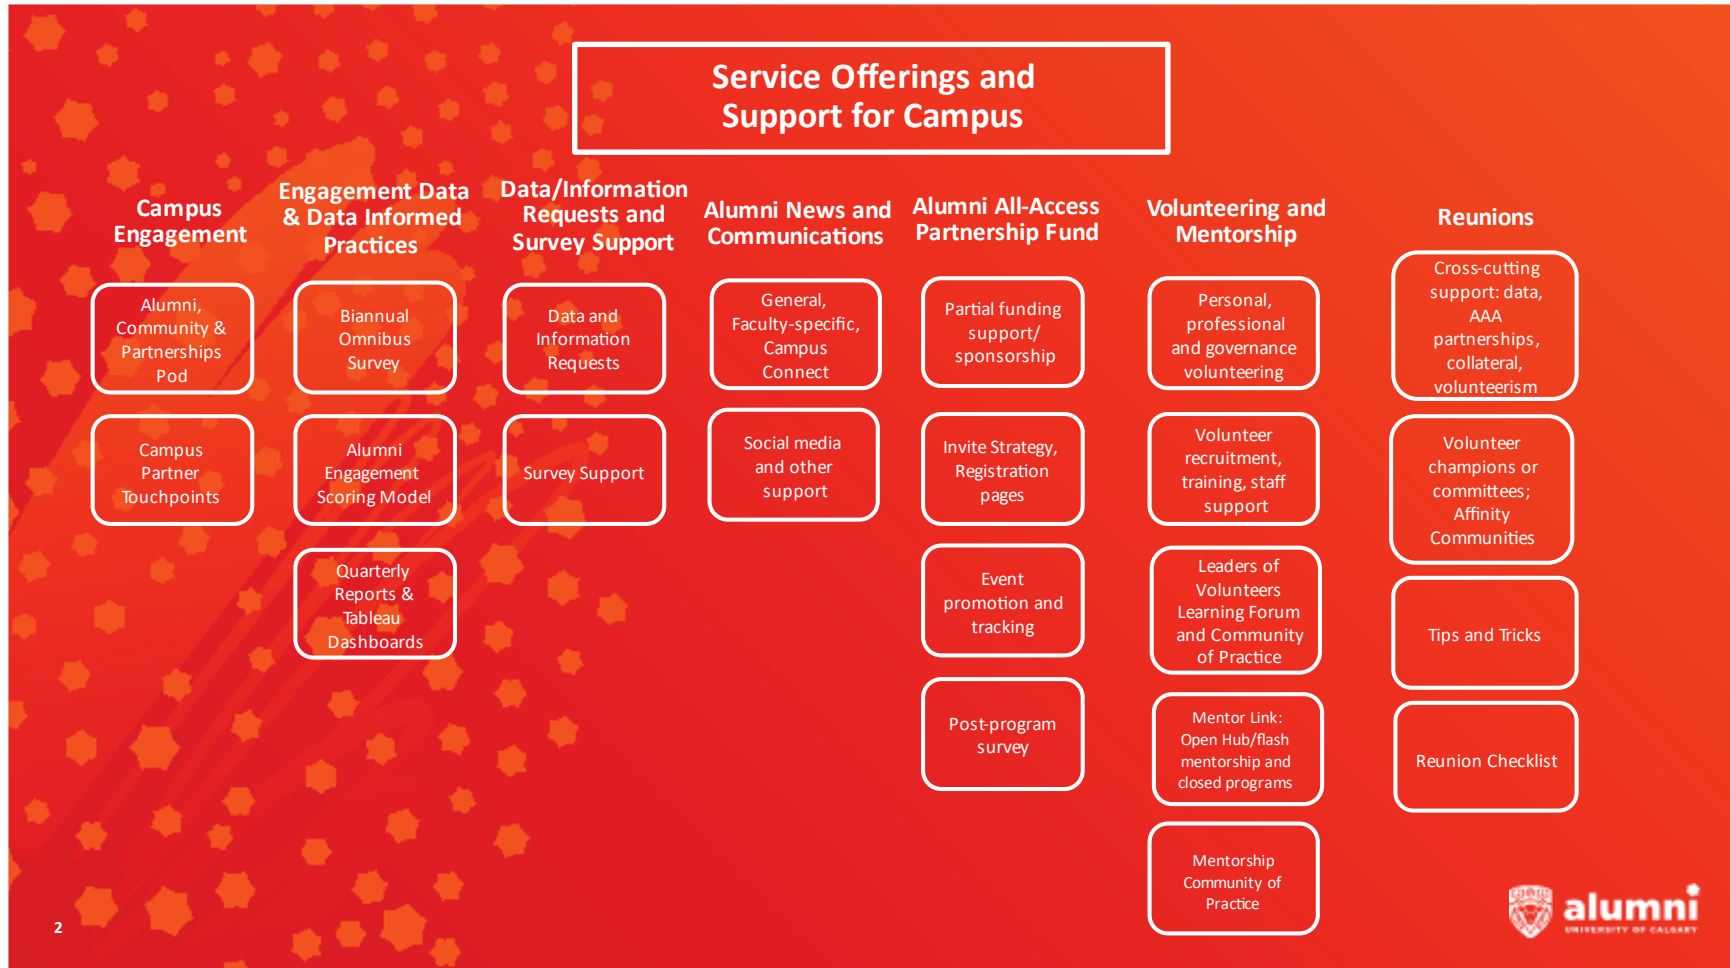 Service Offerings and
Support for Campus
Campus
Engagement
Alumni,
Community &
Partnerships
Pod
Campus
Partner
Touchpoints
Engagement Data
& Data Informed
Practices
Biannual
Omnibus
Survey
Alumni
Engagement
Scoring Model
Quarterly
Reports &
Tableau
Dashboards
Data/Information
Requests and
Survey Support
Data and
Information
Requests
Survey Support
Alumni News and
Communications
General,
Faculty-specific,
Campus
Connect
Social media
and other
support
Alumni All-Access
Partnership Fund
Partial funding
support/
sponsorship
Invite Strategy,
Registration
pages
Event
promotion and
tracking
Post-program
survey
Volunteering and
Mentorship
Personal,
professional
and governance
volunteering
Volunteer
recruitment,
training, staff
support
Leaders of
Volunteers
Learning Forum
and Community
of Practice
Mentor Link:
Open Hub/flash
mentorship and
closed programs
Mentorship
Community of
Practice
Reunions
Cross-cutting
support: data,
AAA
partnerships,
collateral,
volunteerism
Volunteer
champions or
committees;
Affinity
Communities
Tips and Tricks
Reunion Checklist
2
alumni
UNIVERSITY OF CALGARY